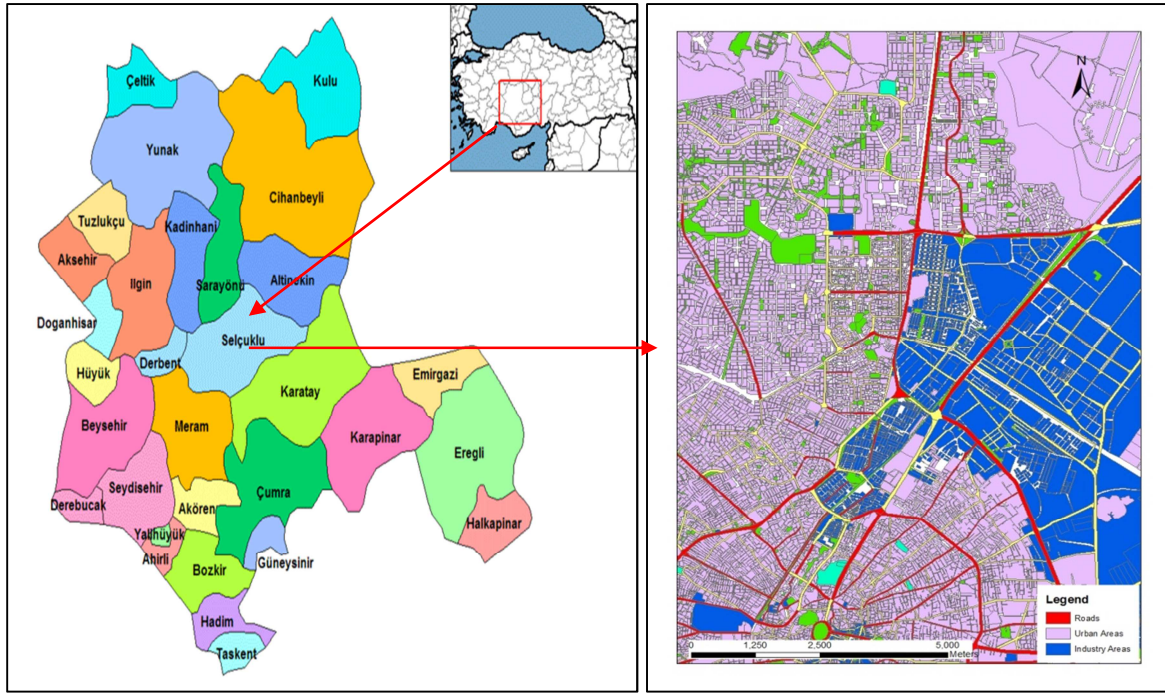 Çeltik
Kulu
Yunak
Cihanbeyli
Tuzlukçu
Kadinhani
Aksehir
Ilgin
Sarayönü
Altinekin
Doganhisar
Selçuklu
Derbent
Hüyük
Emirgazi
Karatay
Beysehir
Meram
Karapinar
Eregli
Seydisehir
Çumra
Derebucak
Akören
Halkapinar
Yalihüyük
Ahirli
Güneysinir
Bozkir
Hadim
Taskent
N
Legend
Roads
Urban Areas
Industry Areas
0 1,250 2,500 5,000
Meters